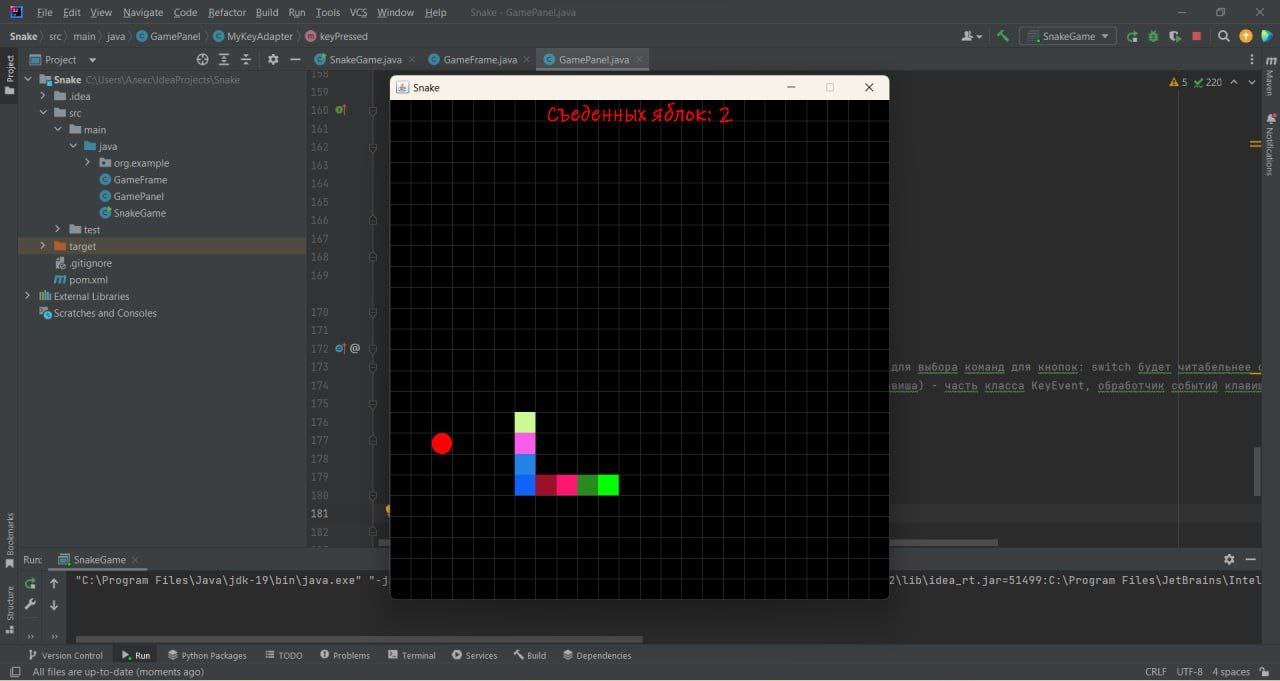 File Edit View Navigate Code Refactor Build Run Tools VCS Window Help Snake - GamePanel.java
Snake src main java GamePanel MyKeyAdapter keyPressed SnakeGame
Project SnakeGame.java GameFrame.java GamePanel.java
Project
Snake C:\Users\Алекс\IdeaProjects\Snake
.idea
src
main
java
org.example
GameFrame
GamePanel
SnakeGame
test
target
.gitignore
pom.xml
External Libraries
Scratches and Consoles
158
159
160
161
162
163
164
165
166
167
168
169
170
171
172 @
173
174
175
176
177
178
179
180
181
182
Snake
Съеденных яблок: 2
5 220
для выбора команд для кнопок: switch будет читабельнее
виша) - часть класса KeyEvent, обработчик событий клавиш
m Maven
Notifications
Bookmarks
Structure
Run: SnakeGame
"C:\Program Files\Java\jdk-19\bin\java.exe" "-j 2\lib\idea_rt.jar=51499:C:\Program Files\JetBrains\Intel
Version Control Run Python Packages TODO Problems Terminal Services Build Dependencies
All files are up-to-date (moments ago) CRLF UTF-8 4 spaces